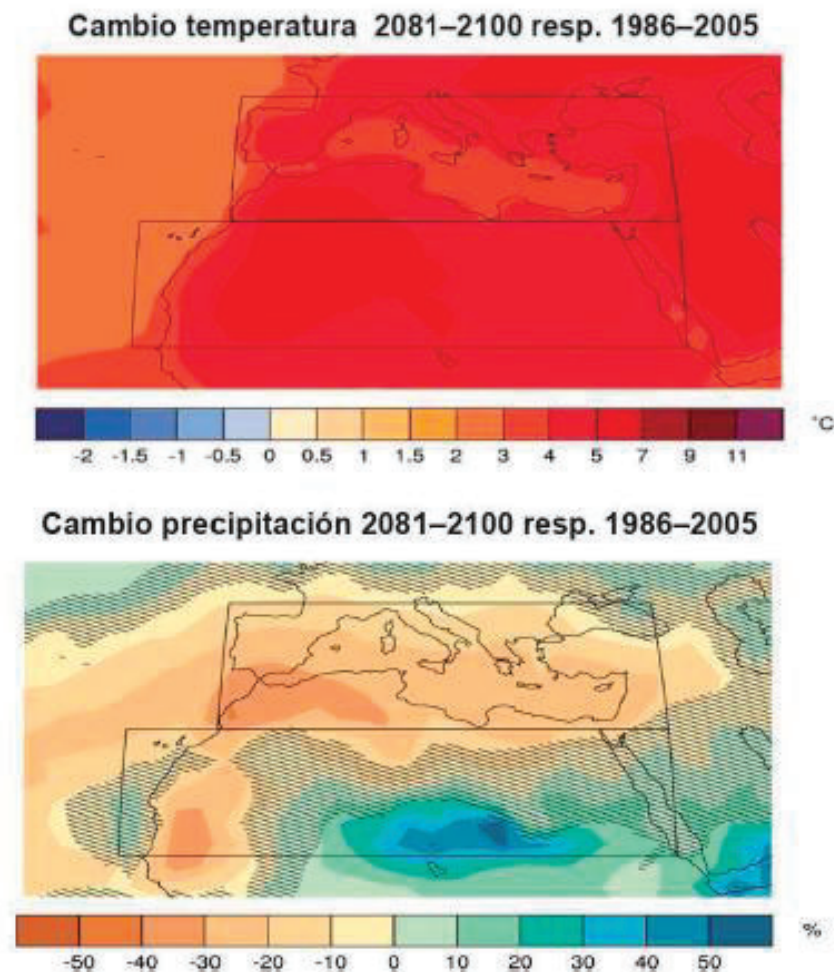 Cambio temperatura 2081–2100 resp. 1986–2005
°C
-2 -1.5 -1 -0.5 0 0.5 1 1.5 2 3 4 5 7 9 11
Cambio precipitación 2081–2100 resp. 1986–2005
%
-50 -40 -30 -20 -10 0 10 20 30 40 50